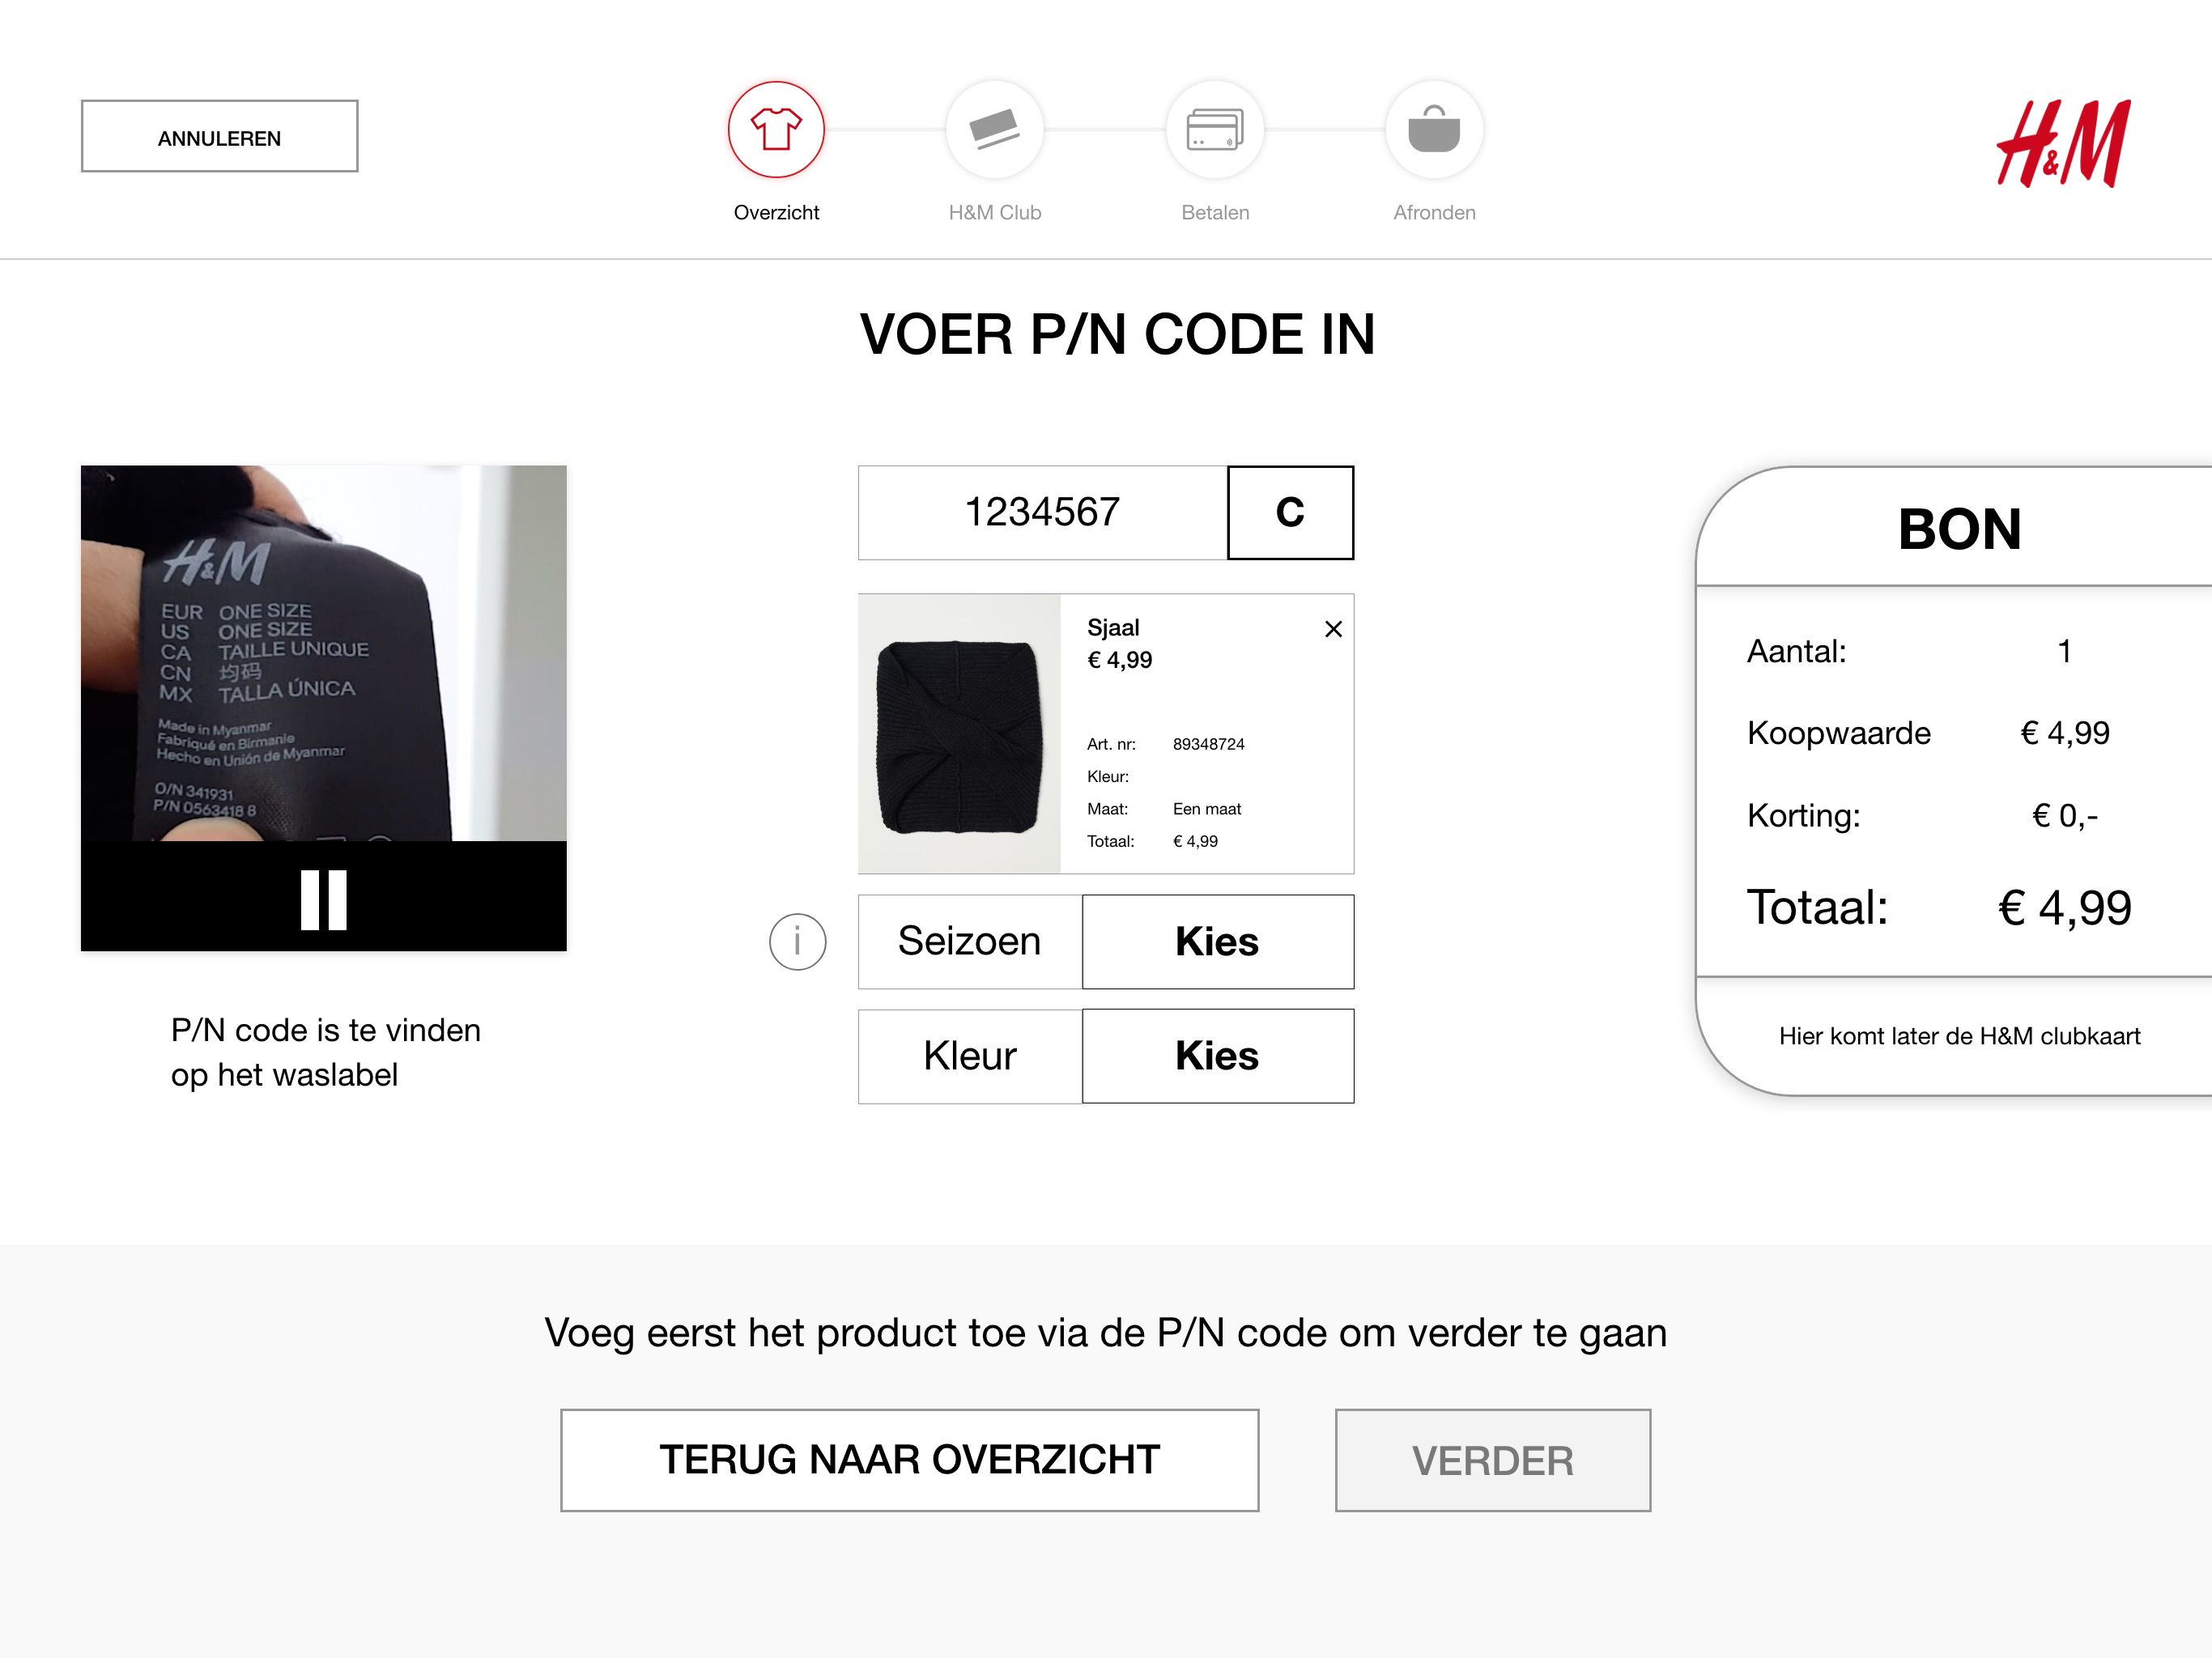 ANNULEREN
Overzicht
H&M Club
Betalen
Afronden
H&M
VOER P/N CODE IN
H&M
EUR ONE SIZE
US ONE SIZE
CA TAILLE UNIQUE
CN 均码
MX TALLA ÚNICA
Made in Myanmar
Fabriqué en Birmanie
Hecho en Unión de Myanmar
O/N 341931
P/N 0563418 8
P/N code is te vinden
op het waslabel
1234567
C
Sjaal
€ 4,99
Art. nr: 89348724
Kleur:
Maat: Een maat
Totaal: € 4,99
i
Seizoen Kies
Kleur Kies
BON
Aantal: 1
Koopwaarde € 4,99
Korting: € 0,-
Totaal: € 4,99
Hier komt later de H&M clubkaart
Voeg eerst het product toe via de P/N code om verder te gaan
TERUG NAAR OVERZICHT
VERDER